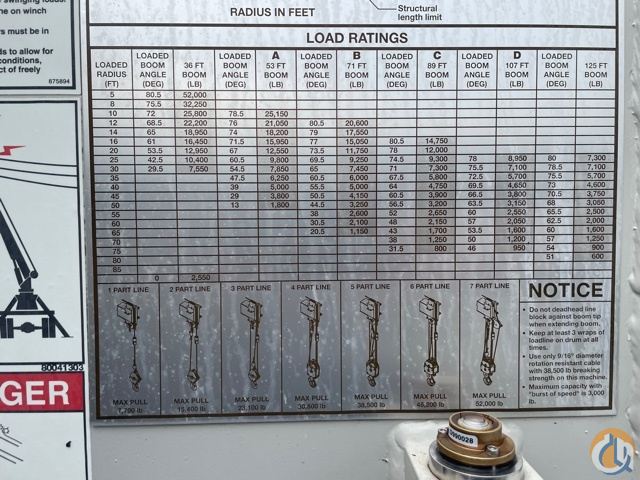 swinging loads.
ne on winch
rs must be in
ds to allow for
conditions,
ct of freely
875894
RADIUS IN FEET
Structural
length limit
LOAD RATINGS
LOADED RADIUS (FT) LOADED BOOM ANGLE (DEG) 36 FT BOOM (LB) LOADED BOOM ANGLE (DEG) A 53 FT BOOM (LB) LOADED BOOM ANGLE (DEG) B 71 FT BOOM (LB) LOADED BOOM ANGLE (DEG) C 89 FT BOOM (LB) LOADED BOOM ANGLE (DEG) D 107 FT BOOM (LB) LOADED BOOM ANGLE (DEG) 125 FT BOOM (LB)
5 80.5 52,000
8 75.5 32,250
10 72 25,800 78.5 25,150
12 68.5 22,200 76 21,050 80.5 20,600
14 65 18,950 74 18,200 79 17,550
16 61 16,450 71.5 15,950 77 15,050 80.5 14,750
20 53.5 12,950 67 12,550 73.5 11,750 78 12,000
25 42.5 10,400 60.5 9,800 69.5 9,250 74.5 9,300 78 8,950 80 7,300
30 29.5 7,550 54.5 7,850 65 7,450 71 7,300 75.5 7,100 78.5 7,100
35 47.5 6,250 60.5 6,000 67.5 5,800 72.5 5,700 75.5 5,700
40 39 5,000 55.5 5,000 64 4,750 69.5 4,650 73 4,600
45 29 3,800 50.5 4,150 60.5 3,900 66.5 3,800 70.5 3,750
50 13 1,800 44.5 3,250 56.5 3,200 63.5 3,150 68 3,050
55 38 2,600 52 2,650 60 2,550 65.5 2,500
60 30.5 2,100 48 2,150 57 2,050 62.5 2,000
65 20.5 1,150 43 1,700 53.5 1,600 60 1,600
70 38 1,250 50 1,200 57 1,250
75 31.5 800 46 950 54 900
80 51 600
85
0 2,550
1 PART LINE 2 PART LINE 3 PART LINE 4 PART LINE 5 PART LINE 6 PART LINE 7 PART LINE
MAX PULL MAX PULL MAX PULL MAX PULL MAX PULL MAX PULL MAX PULL
7,700 lb 15,400 lb 23,100 lb 30,800 lb 38,500 lb 46,200 lb 52,000 lb
NOTICE
• Do not deadhead line
block against boom tip
when extending boom.
• Keep at least 3 wraps of
loadline on drum at all
times.
• Use only 9/16" diameter
rotation resistant cable
with 38,500 lb breaking
strength on this machine.
• Maximum capacity with
"burst of speed" is 3,000
lb.
80041303
NGER